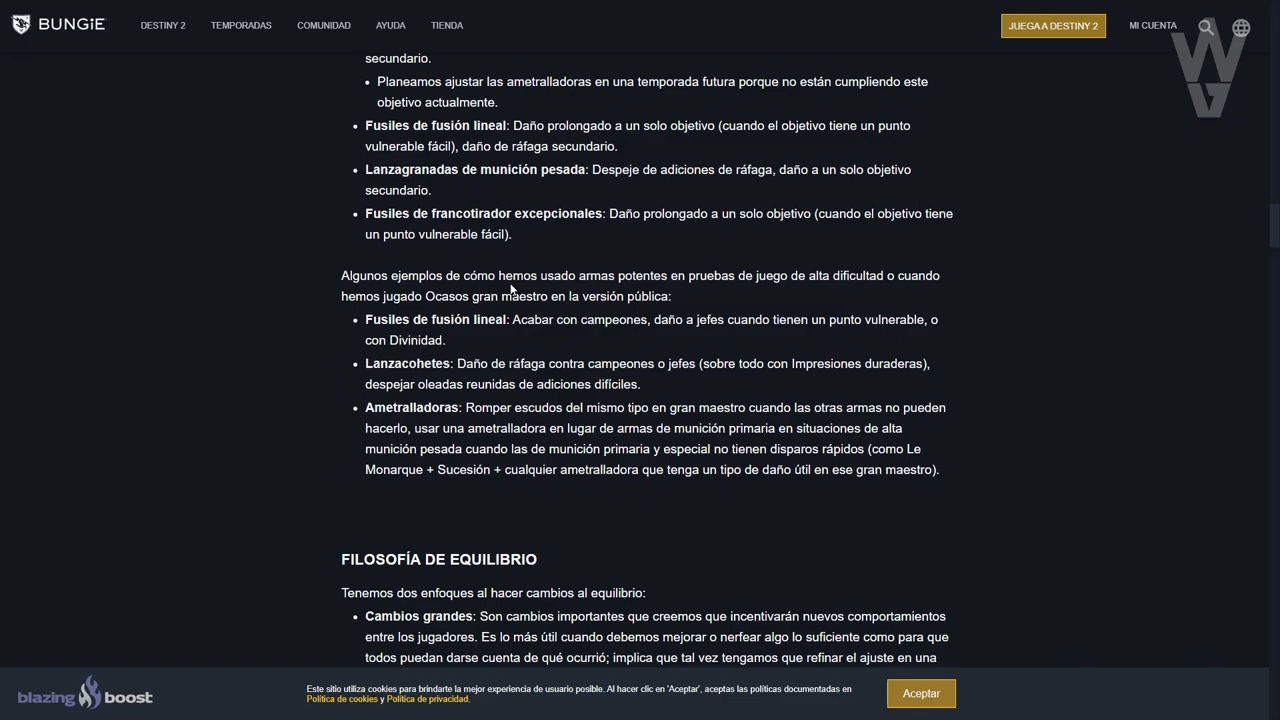 BUNGiE
DESTINY 2
TEMPORADAS
COMUNIDAD
AYUDA
TIENDA
JUEGA A DESTINY 2
MI CUENTA
secundario.
• Planeamos ajustar las ametralladoras en una temporada futura porque no están cumpliendo este
objetivo actualmente.
• Fusiles de fusión lineal: Daño prolongado a un solo objetivo (cuando el objetivo tiene un punto
vulnerable fácil), daño de ráfaga secundario.
• Lanzagranadas de munición pesada: Despeje de adiciones de ráfaga, daño a un solo objetivo
secundario.
• Fusiles de francotirador excepcionales: Daño prolongado a un solo objetivo (cuando el objetivo tiene
un punto vulnerable fácil).
Algunos ejemplos de cómo hemos usado armas potentes en pruebas de juego de alta dificultad o cuando
hemos jugado Ocasos gran maestro en la versión pública:
• Fusiles de fusión lineal: Acabar con campeones, daño a jefes cuando tienen un punto vulnerable, o
con Divinidad.
• Lanzacohetes: Daño de ráfaga contra campeones o jefes (sobre todo con Impresiones duraderas),
despejar oleadas reunidas de adiciones difíciles.
• Ametralladoras: Romper escudos del mismo tipo en gran maestro cuando las otras armas no pueden
hacerlo, usar una ametralladora en lugar de armas de munición primaria en situaciones de alta
munición pesada cuando las de munición primaria y especial no tienen disparos rápidos (como Le
Monarque + Sucesión + cualquier ametralladora que tenga un tipo de daño útil en ese gran maestro).
FILOSOFÍA DE EQUILIBRIO
Tenemos dos enfoques al hacer cambios al equilibrio:
• Cambios grandes: Son cambios importantes que creemos que incentivarán nuevos comportamientos
entre los jugadores. Es lo más útil cuando debemos mejorar o nerfear algo lo suficiente como para que
todos puedan darse cuenta de qué ocurrió; implica que tal vez tengamos que refinar el ajuste en una
blazing boost
Este sitio utiliza cookies para brindarte la mejor experiencia de usuario posible. Al hacer clic en 'Aceptar', aceptas las políticas documentadas en
Política de cookies y Política de privacidad.
Aceptar